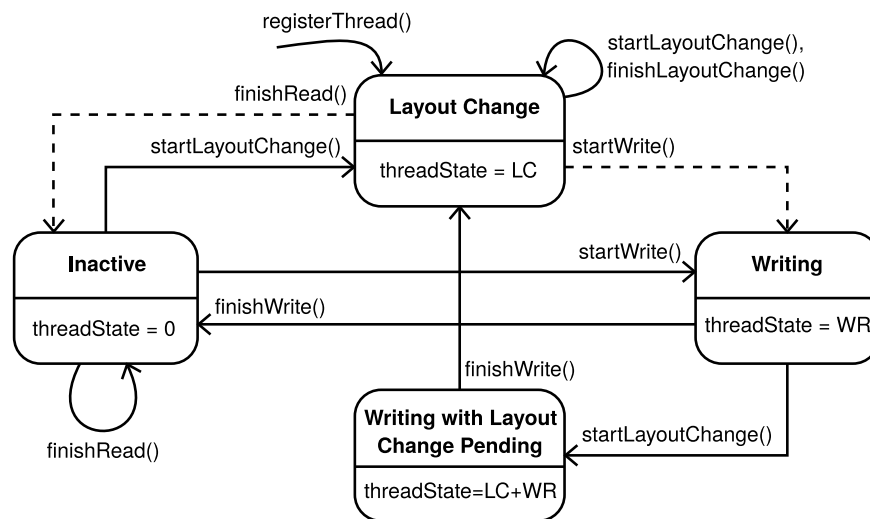 registerThread()
startLayoutChange(),
finishLayoutChange()
finishRead()
Layout Change
startLayoutChange()
threadState = LC
startWrite()
Inactive
startWrite()
Writing
finishWrite()
threadState = 0
threadState = WR
finishWrite()
finishRead()
Writing with Layout
Change Pending
startLayoutChange()
threadState=LC+WR